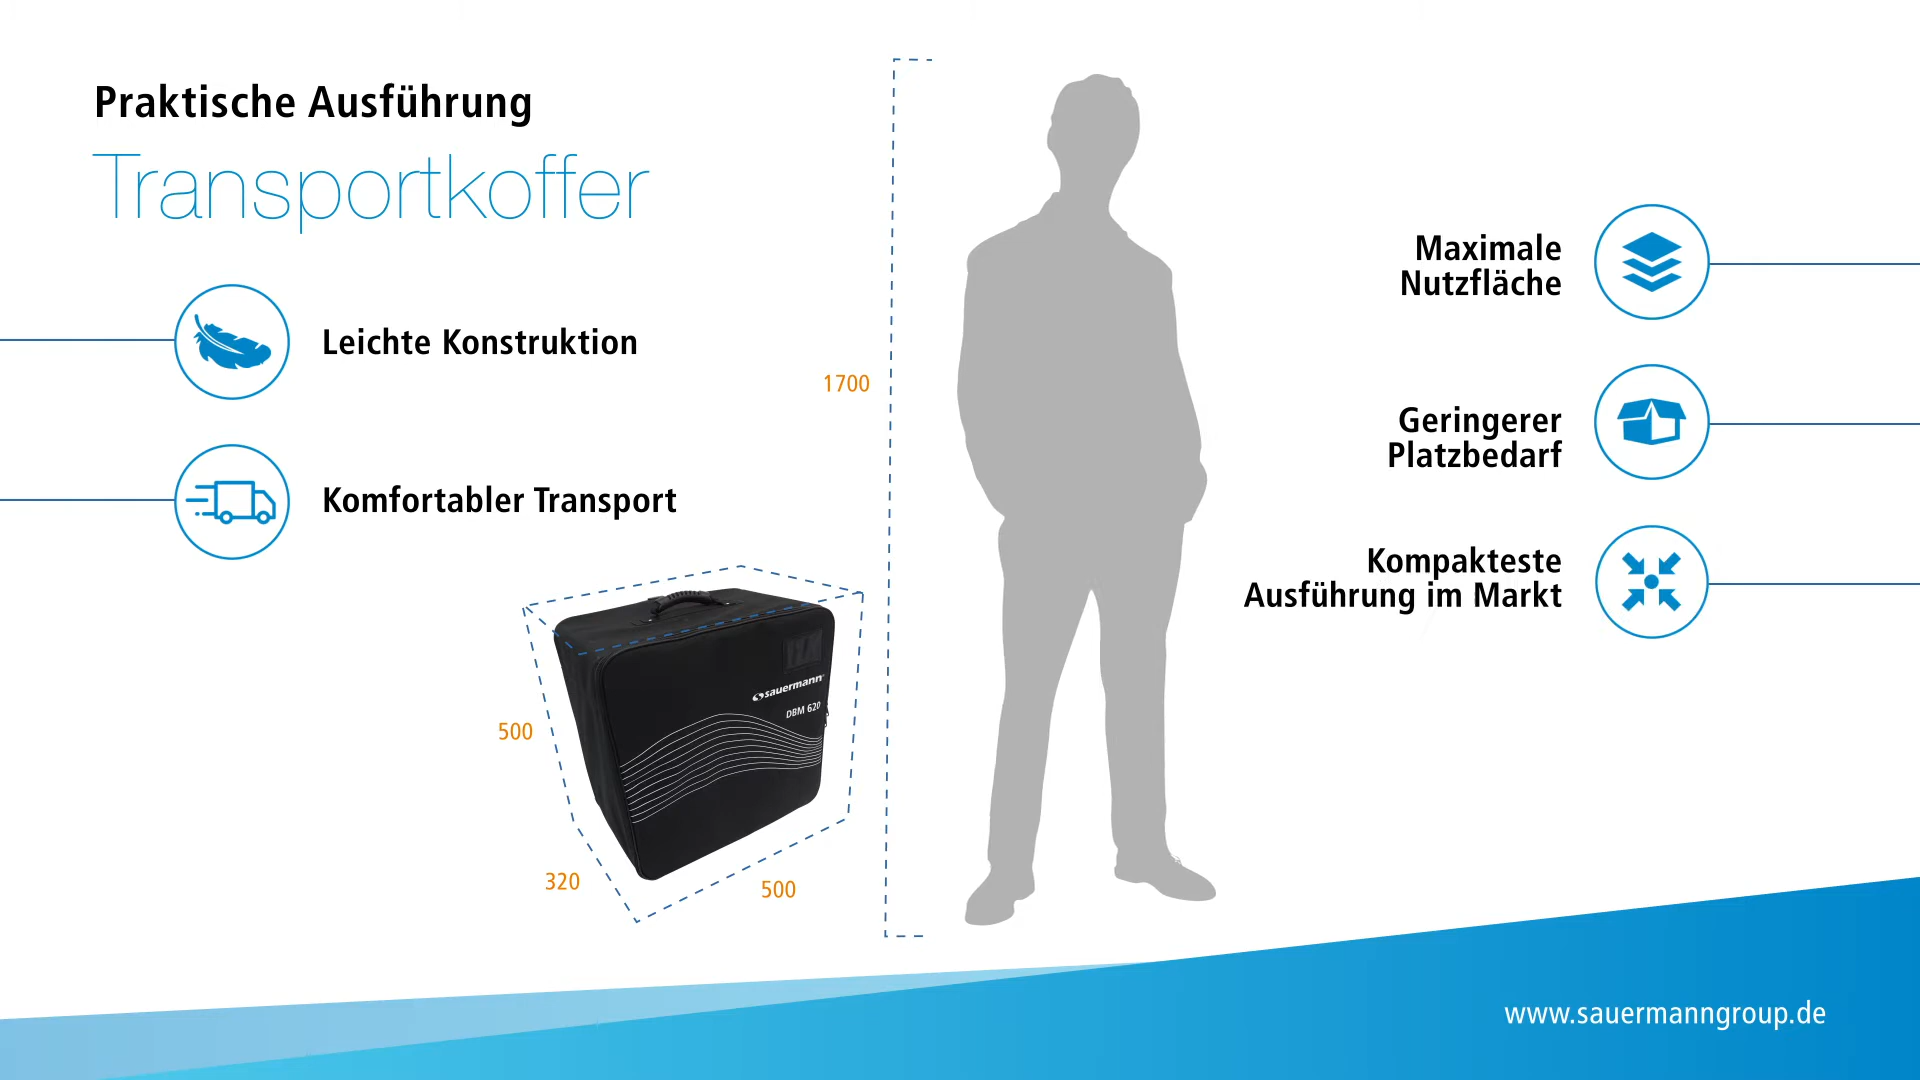 Praktische Ausführung
Transportkoffer
Leichte Konstruktion
Komfortabler Transport
1700
Maximale
Nutzfläche
Geringerer
Platzbedarf
Kompakteste
Ausführung im Markt
sauermann
DBM 620
500
320
500
www.sauermanngroup.de